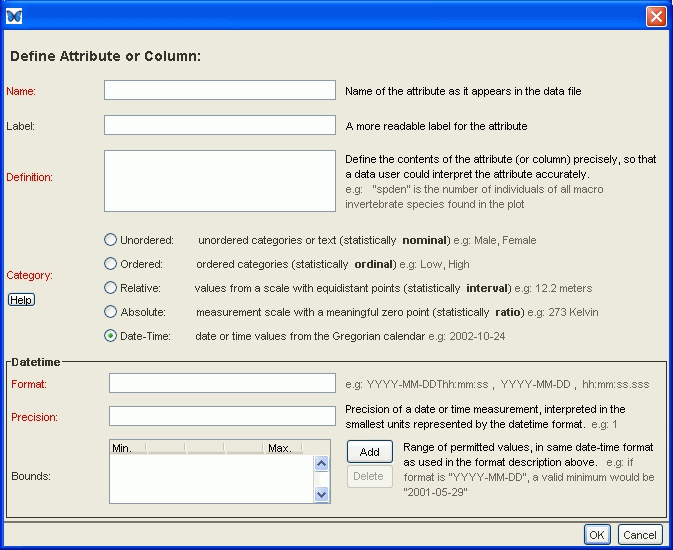 Define Attribute or Column:
Name: Name of the attribute as it appears in the data file
Label: A more readable label for the attribute
Definition: Define the contents of the attribute (or column) precisely, so that
a data user could interpret the attribute accurately.
e.g: "spden" is the number of individuals of all macro
invertebrate species found in the plot
Category:
Help
Unordered: unordered categories or text (statistically nominal) e.g: Male, Female
Ordered: ordered categories (statistically ordinal) e.g: Low, High
Relative: values from a scale with equidistant points (statistically interval) e.g: 12.2 meters
Absolute: measurement scale with a meaningful zero point (statistically ratio) e.g: 273 Kelvin
Date-Time: date or time values from the Gregorian calendar e.g: 2002-10-24
Datetime
Format: e.g: YYYY-MM-DDThh:mm:ss , YYYY-MM-DD , hh:mm:ss.sss
Precision: Precision of a date or time measurement, interpreted in the
smallest units represented by the datetime format. e.g: 1
Bounds:
Min. Max.
Add
Delete
Range of permitted values, in same date-time format
as used in the format description above. e.g: if
format is "YYYY-MM-DD", a valid minimum would be
"2001-05-29"
OK Cancel